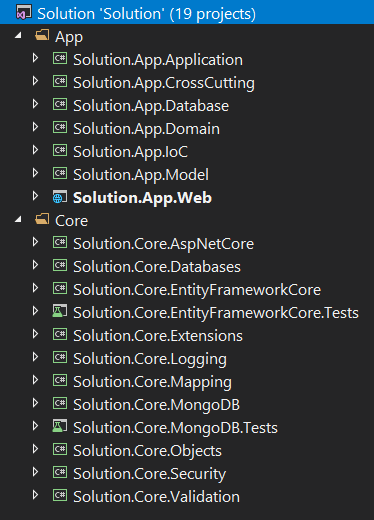 Solution 'Solution' (19 projects)
App
Solution.App.Application
Solution.App.CrossCutting
Solution.App.Database
Solution.App.Domain
Solution.App.IoC
Solution.App.Model
Solution.App.Web
Core
Solution.Core.AspNetCore
Solution.Core.Databases
Solution.Core.EntityFrameworkCore
Solution.Core.EntityFrameworkCore.Tests
Solution.Core.Extensions
Solution.Core.Logging
Solution.Core.Mapping
Solution.Core.MongoDB
Solution.Core.MongoDB.Tests
Solution.Core.Objects
Solution.Core.Security
Solution.Core.Validation